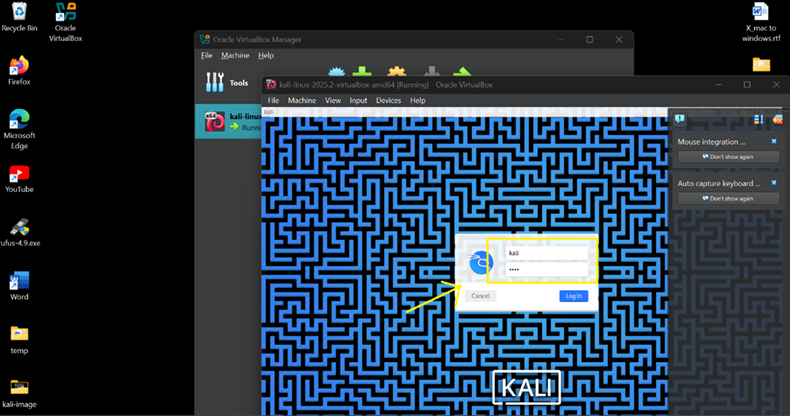 Recycle Bin
Oracle
VirtualBox
Firefox
Microsoft
Edge
YouTube
rufus-4.9.exe
Word
temp
kali-image
X_mac to
windows.rtf
Oracle VirtualBox Manager
File Machine Help
Tools
kali-linux
Runnin
kali-linux-2025.2-virtualbox-amd64 [Running] - Oracle VirtualBox
File Machine View Input Devices Help
kali
Mouse integration ...
Don't show again
Auto capture keyboard ...
Don't show again
kali
••••
Cancel
Log In
KALI